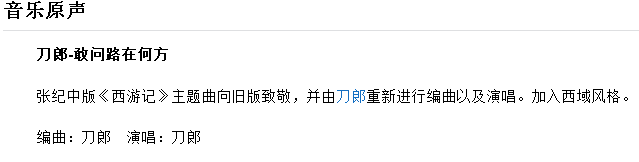 音乐原声
刀郎-敢问路在何方
张纪中版《西游记》主题曲向旧版致敬，并由刀郎重新进行编曲以及演唱。加入西域风格。
编曲：刀郎　演唱：刀郎